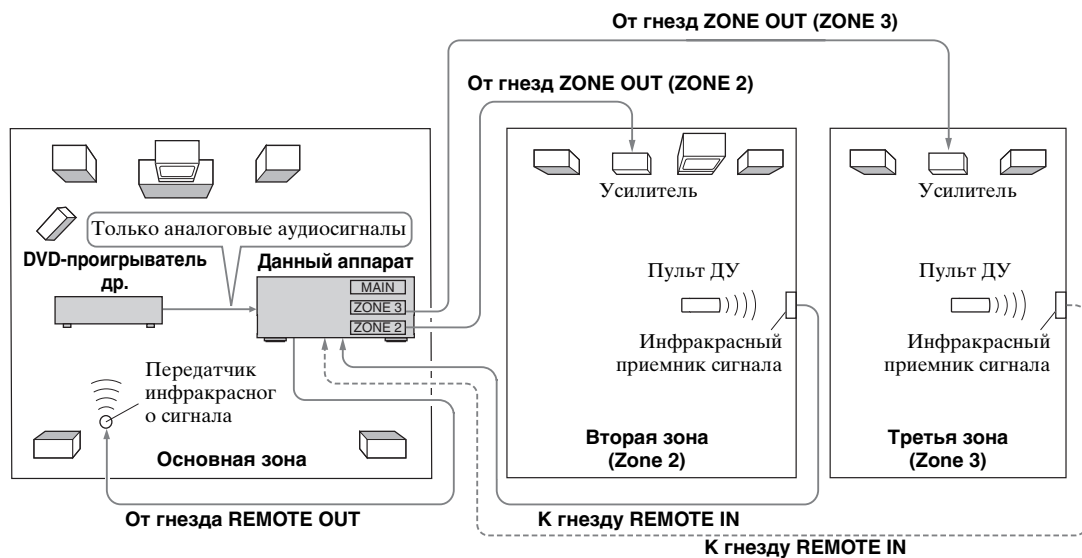 От гнезд ZONE OUT (ZONE 3)
От гнезд ZONE OUT (ZONE 2)
Усилитель
Усилитель
Только аналоговые аудиосигналы
DVD-проигрыватель
др.
Данный аппарат
MAIN
ZONE 3
ZONE 2
Пульт ДУ
Пульт ДУ
Инфракрасный
приемник сигнала
Инфракрасный
приемник сигнала
Передатчик
инфракрасног
о сигнала
Основная зона
Вторая зона
(Zone 2)
Третья зона
(Zone 3)
От гнезда REMOTE OUT
К гнезду REMOTE IN
К гнезду REMOTE IN